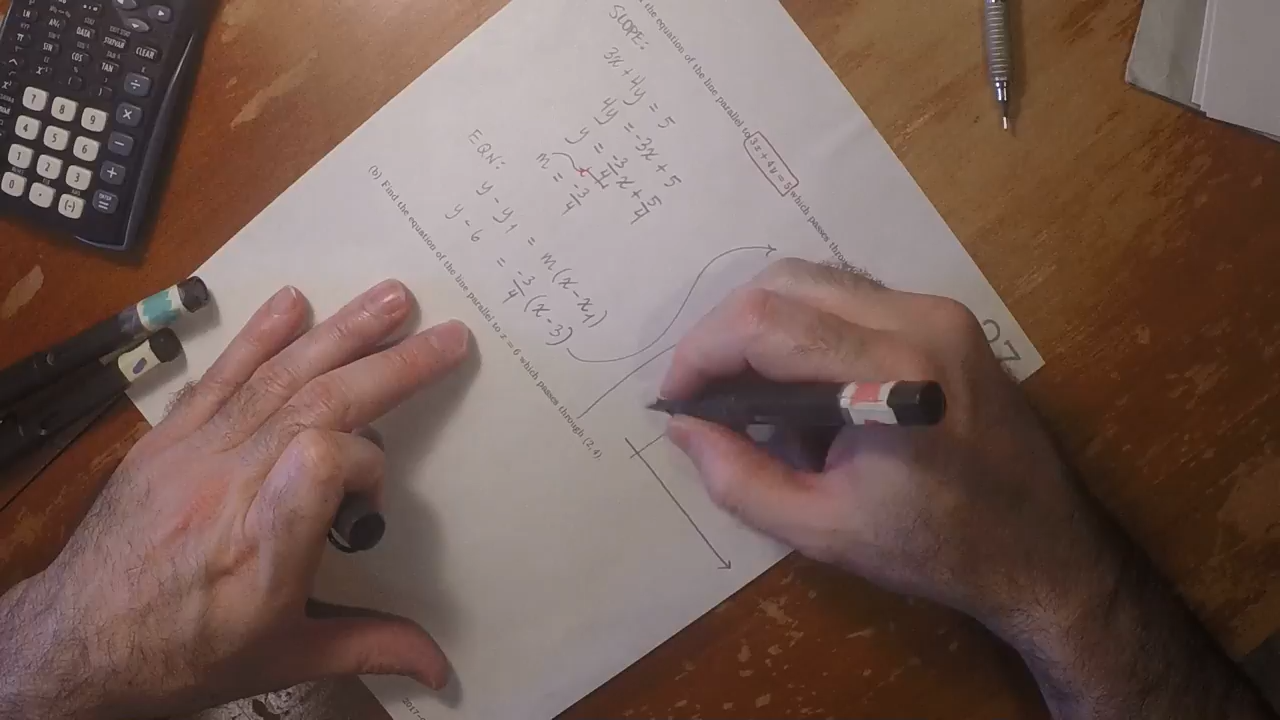 the equation of the line parallel to 3x + 4y = 5 which passes through
SLOPE:
3x + 4y = 5
4y = -3x + 5
y = -3/4 x + 5/4
m = -3/4
EQN:
y - y1 = m(x - x1)
y - 6 = -3/4 (x - 3)
(b) Find the equation of the line parallel to x = 6 which passes through (2,4).
CLEAR
DATA
SIN
COS
TAN
7 8 9 ×
4 5 6 −
1 2 3 +
0 . (-)